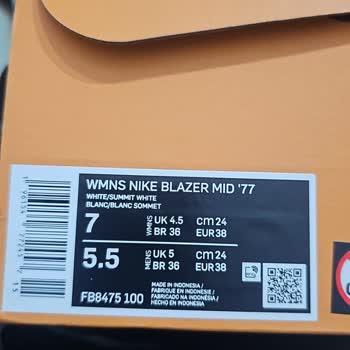 WMNS NIKE BLAZER MID '77
WHITE/SUMMIT WHITE
BLANC/BLANC SOMMET
7 WMNS UK 4.5 cm 24
BR 36 EUR 38
5.5 MENS UK 5 cm 24
BR 36 EUR 38
FB8475 100
MADE IN INDONESIA /
FABRIQUE EN INDONESIE /
FABRICADO NA INDONÉSIA /
HECHO EN INDONESIA